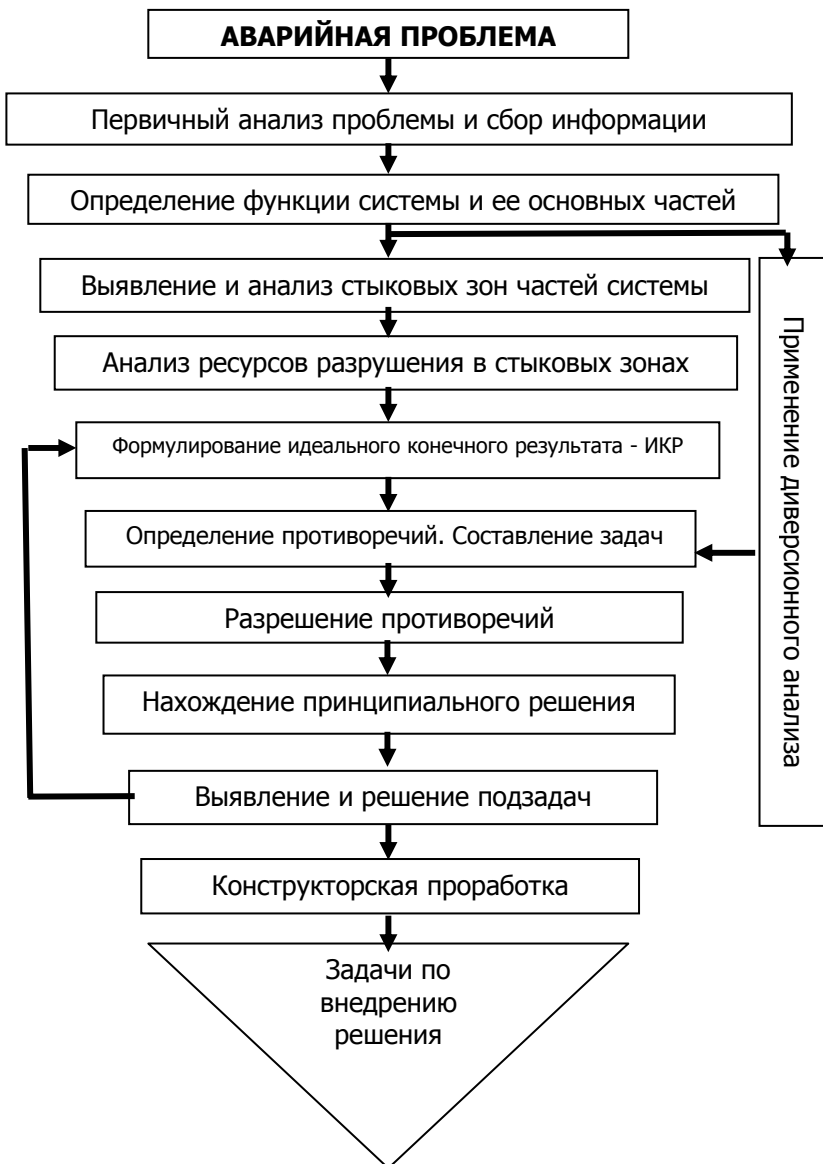 АВАРИЙНАЯ ПРОБЛЕМА
Первичный анализ проблемы и сбор информации
Определение функции системы и ее основных частей
Выявление и анализ стыковых зон частей системы
Анализ ресурсов разрушения в стыковых зонах
Формулирование идеального конечного результата - ИКР
Определение противоречий. Составление задач
Разрешение противоречий
Нахождение принципиального решения
Выявление и решение подзадач
Конструкторская проработка
Задачи по
внедрению
решения
Применение диверсионного анализа